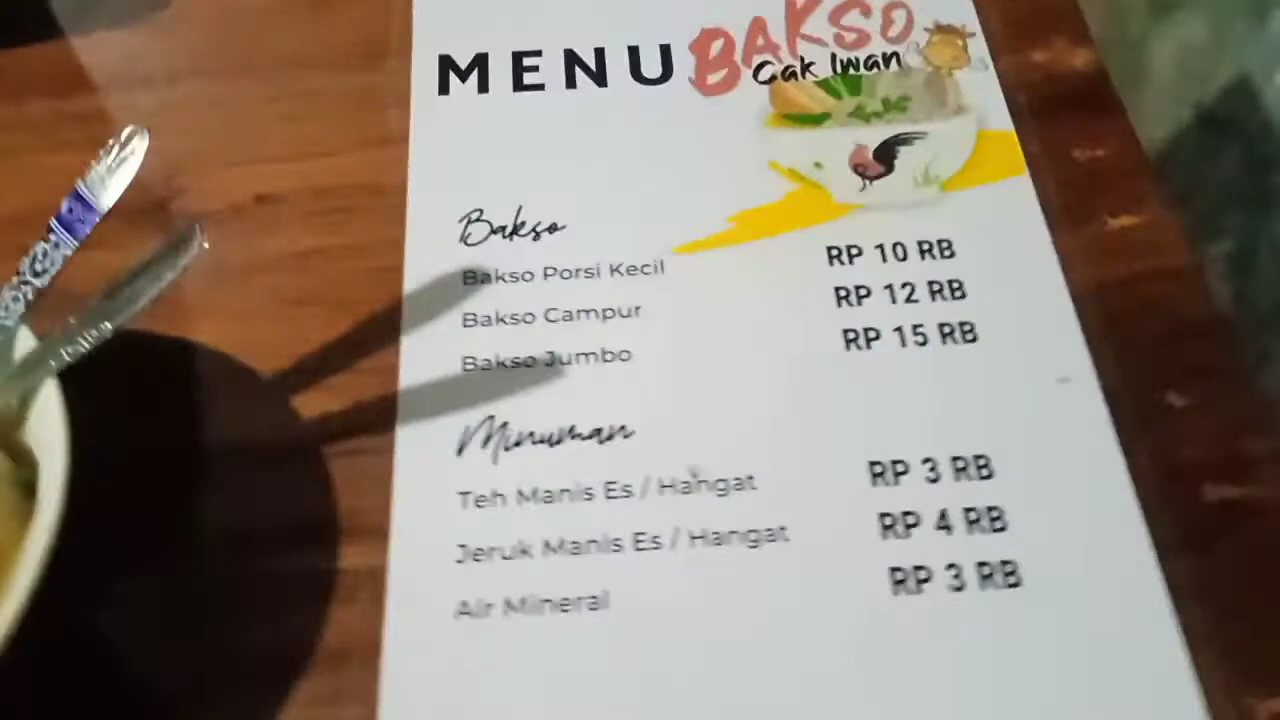 MENU BAKSO
Cak Iwan
Bakso
Bakso Porsi Kecil RP 10 RB
Bakso Campur RP 12 RB
Bakso Jumbo RP 15 RB
Minuman
Teh Manis Es / Hangat RP 3 RB
Jeruk Manis Es / Hangat RP 4 RB
Air Mineral RP 3 RB